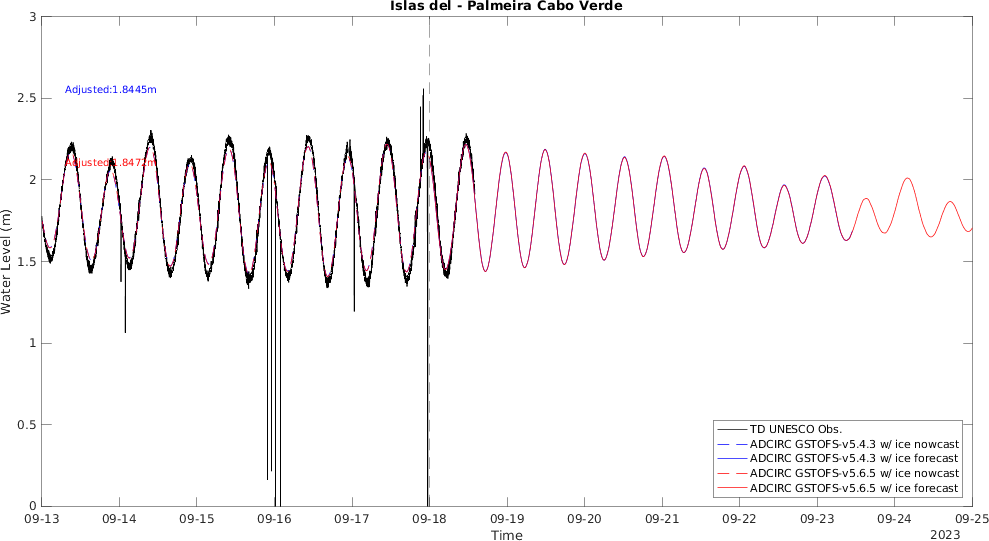 Islas del - Palmeira Cabo Verde
3
2.5
2
1.5
1
0.5
0
Water Level (m)
Adjusted:1.8445m
Adjusted:1.8472m
TD UNESCO Obs.
ADCIRC GSTOFS-v5.4.3 w/ ice nowcast
ADCIRC GSTOFS-v5.4.3 w/ ice forecast
ADCIRC GSTOFS-v5.6.5 w/ ice nowcast
ADCIRC GSTOFS-v5.6.5 w/ ice forecast
09-13 09-14 09-15 09-16 09-17 09-18 09-19 09-20 09-21 09-22 09-23 09-24 09-25
Time
2023